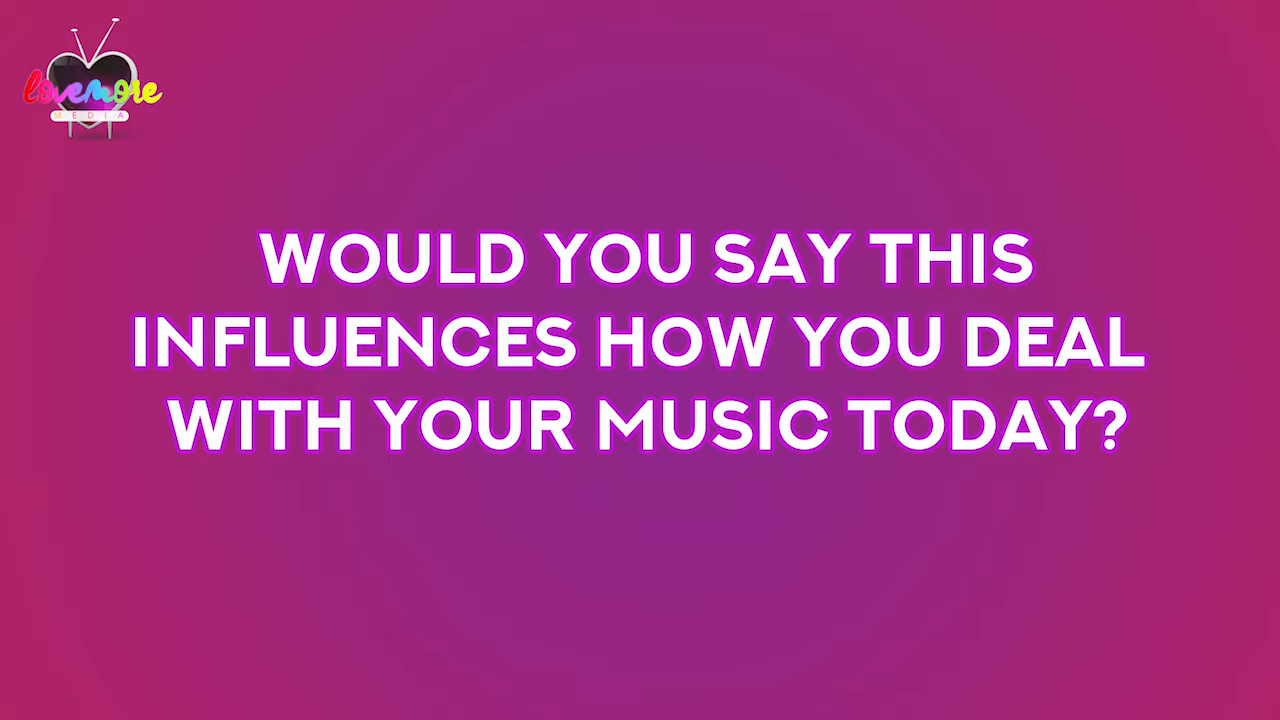 lovemore
MEDIA
WOULD YOU SAY THIS
INFLUENCES HOW YOU DEAL
WITH YOUR MUSIC TODAY?